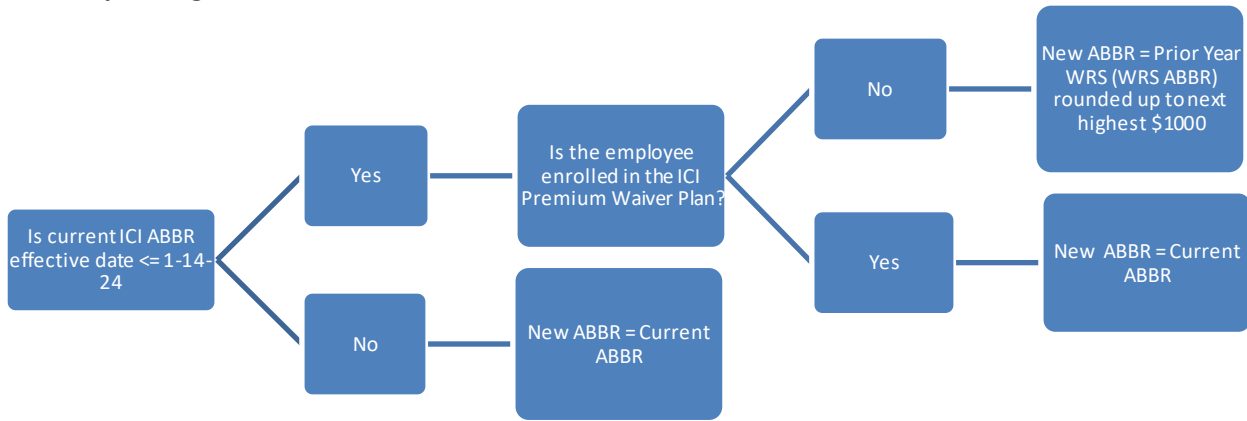 Is current ICI ABBR
effective date <= 1-14-
24
Yes
No
Is the employee
enrolled in the ICI
Premium Waiver Plan?
New ABBR = Current
ABBR
No
Yes
New ABBR = Prior Year
WRS (WRS ABBR)
rounded up to next
highest $1000
New ABBR = Current
ABBR